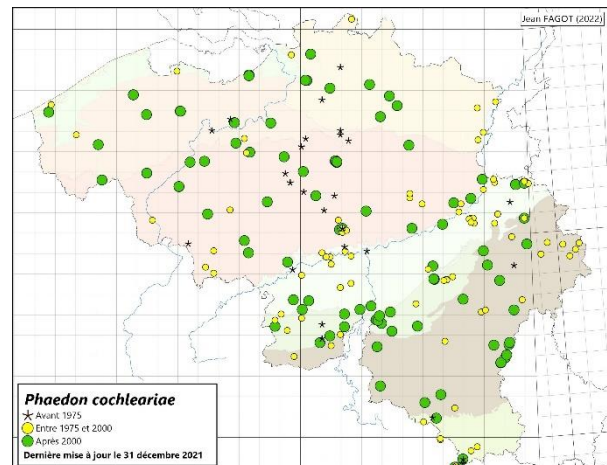 Jean FAGOT (2022)
Phaedon cochleariae
Avant 1975
Entre 1975 et 2000
Après 2000
Dernière mise à jour le 31 décembre 2021